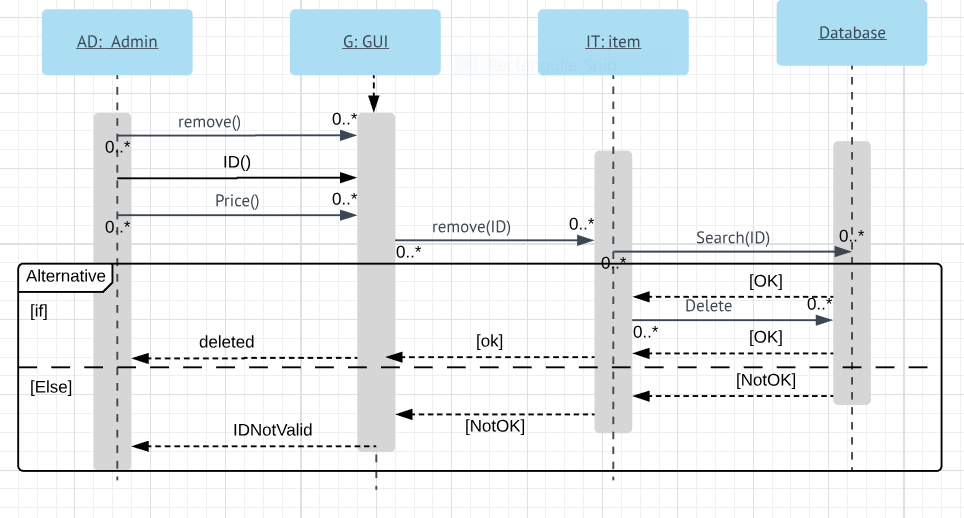 AD:  Admin
G: GUI
IT: item
Database
remove()
0..*
0..*
ID()
Price()
0..*
0..*
remove(ID)
0..*
0..*
Search(ID)
0..*
0..*
Alternative
[if]
[OK]
Delete
0..*
0..*
[OK]
[ok]
deleted
[Else]
[NotOK]
[NotOK]
IDNotValid
Rectangular Snip